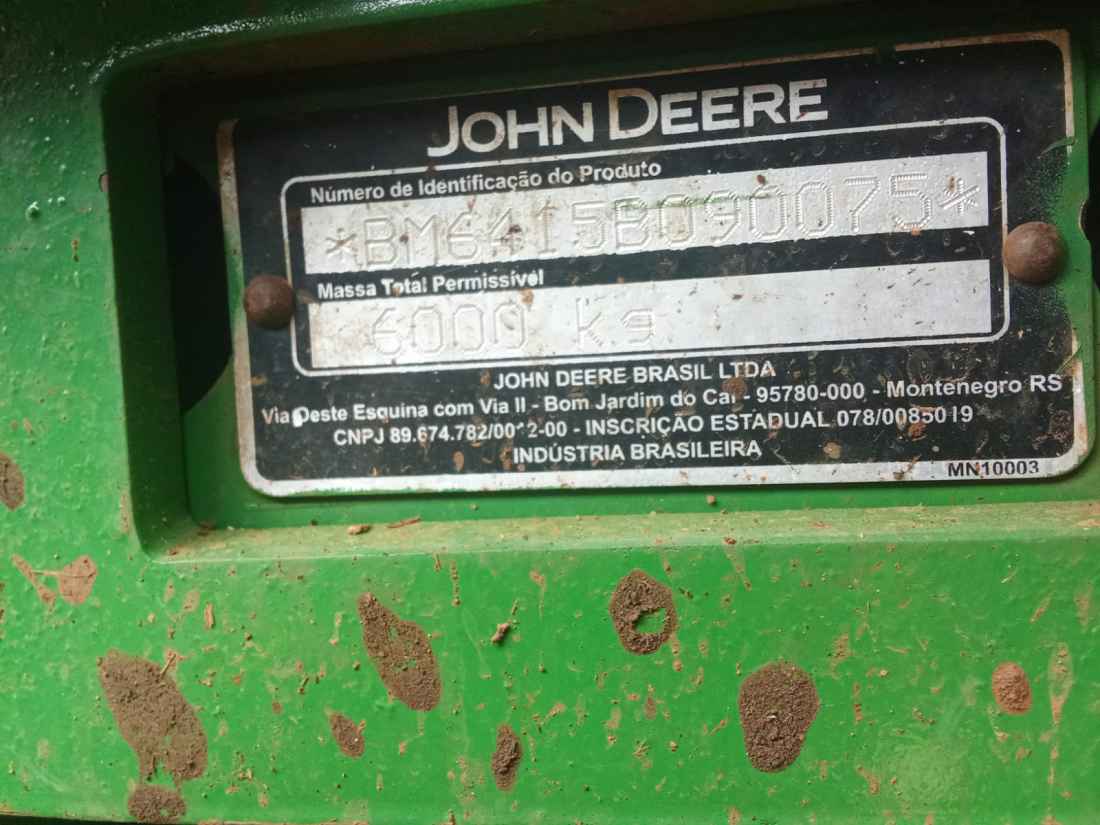 JOHN DEERE
Número de Identificação do Produto
*BM6415B090075*
Massa Total Permissível
6000 Kg
JOHN DEERE BRASIL LTDA
Via Oeste Esquina com Via II - Bom Jardim do Caí - 95780-000 - Montenegro RS
CNPJ 89.674.782/0012-00 - INSCRIÇÃO ESTADUAL 078/0085019
INDÚSTRIA BRASILEIRA
MN10003